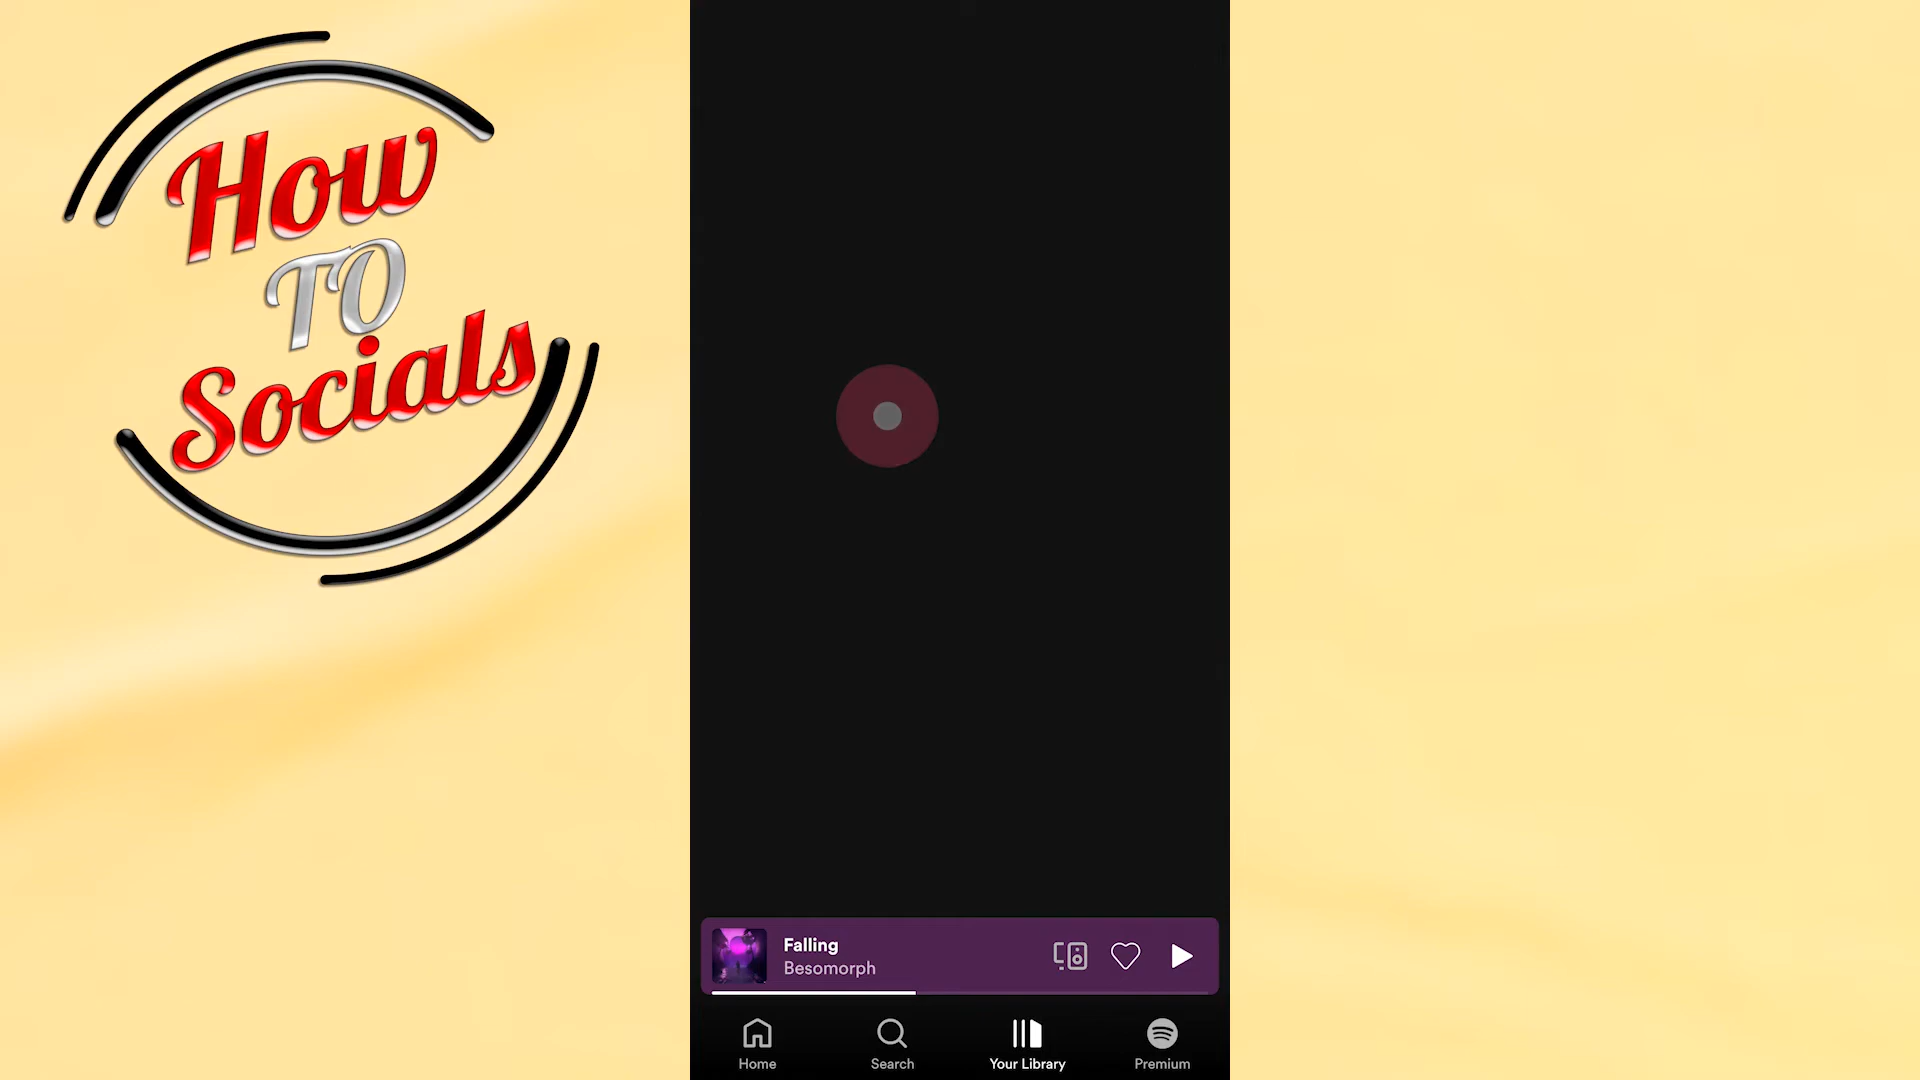 How
TO
Socials
Falling
Besomorph
Home
Search
Your Library
Premium